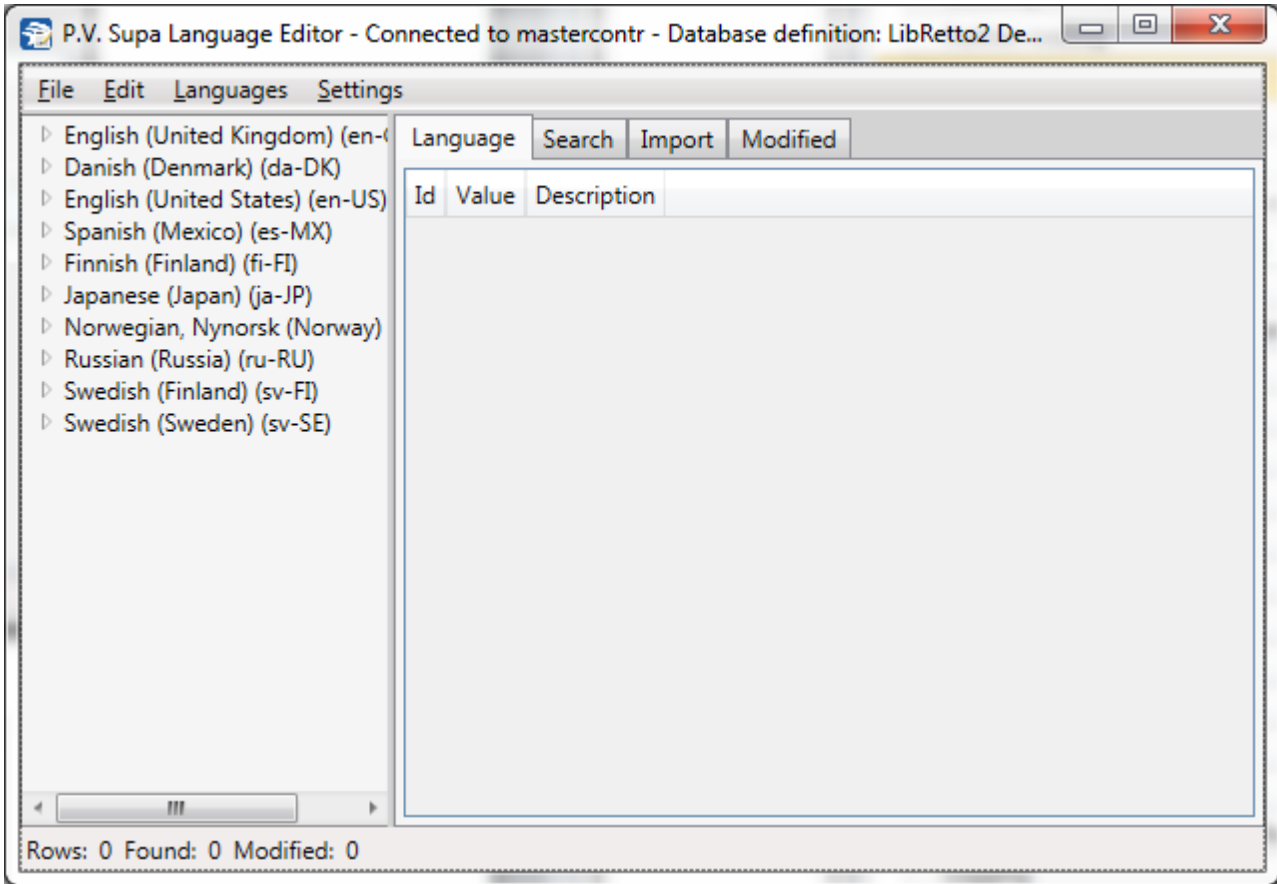 P.V. Supa Language Editor - Connected to mastercontr - Database definition: LibRetto2 De...
File Edit Languages Settings
English (United Kingdom) (en-
Danish (Denmark) (da-DK)
English (United States) (en-US)
Spanish (Mexico) (es-MX)
Finnish (Finland) (fi-FI)
Japanese (Japan) (ja-JP)
Norwegian, Nynorsk (Norway)
Russian (Russia) (ru-RU)
Swedish (Finland) (sv-FI)
Swedish (Sweden) (sv-SE)
Language Search Import Modified
Id Value Description
Rows: 0 Found: 0 Modified: 0